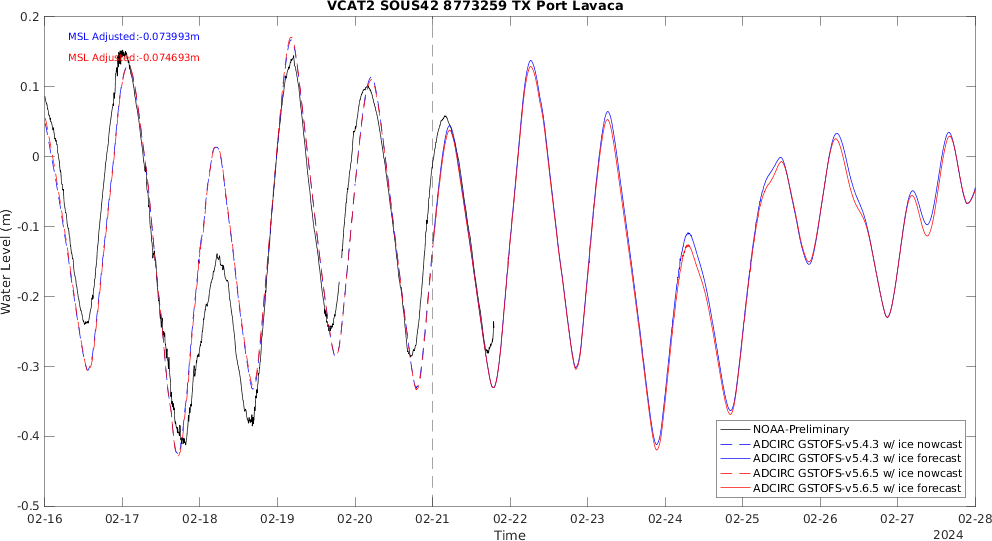 VCAT2 SOUS42 8773259 TX Port Lavaca
MSL Adjusted:-0.073993m
MSL Adjusted:-0.074693m
Water Level (m)
0.2
0.1
0
-0.1
-0.2
-0.3
-0.4
-0.5
NOAA-Preliminary
ADCIRC GSTOFS-v5.4.3 w/ ice nowcast
ADCIRC GSTOFS-v5.4.3 w/ ice forecast
ADCIRC GSTOFS-v5.6.5 w/ ice nowcast
ADCIRC GSTOFS-v5.6.5 w/ ice forecast
02-16 02-17 02-18 02-19 02-20 02-21 02-22 02-23 02-24 02-25 02-26 02-27 02-28
Time
2024